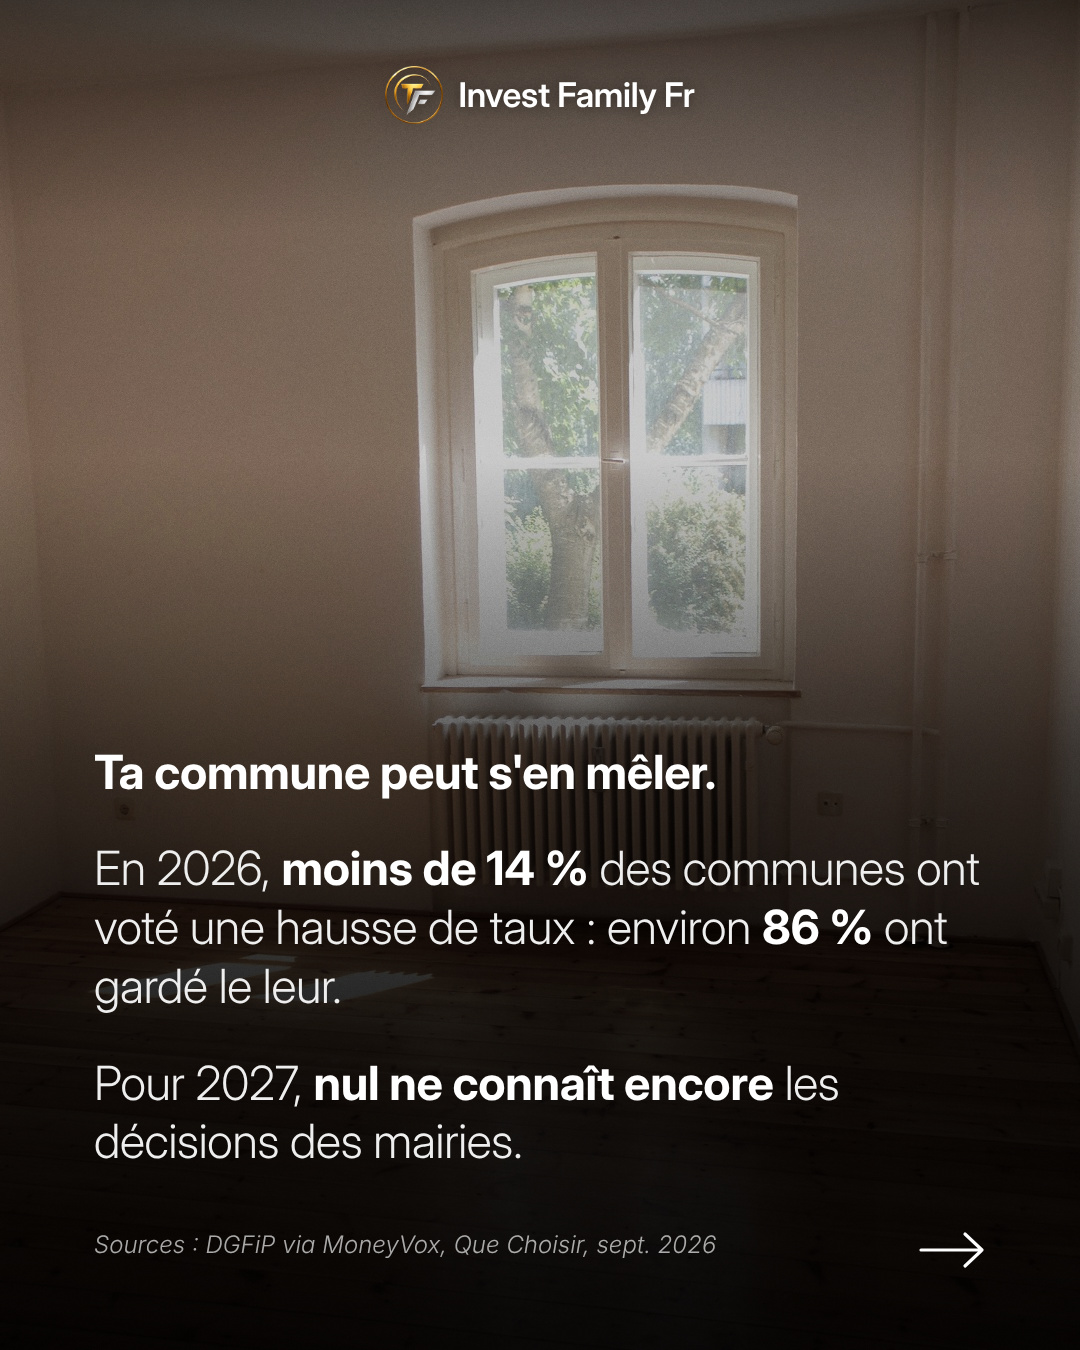 TF
Invest Family Fr
Ta commune peut s'en mêler.
En 2026, moins de 14 % des communes ont
voté une hausse de taux : environ 86 % ont
gardé le leur.
Pour 2027, nul ne connaît encore les
décisions des mairies.
Sources : DGFiP via MoneyVox, Que Choisir, sept. 2026